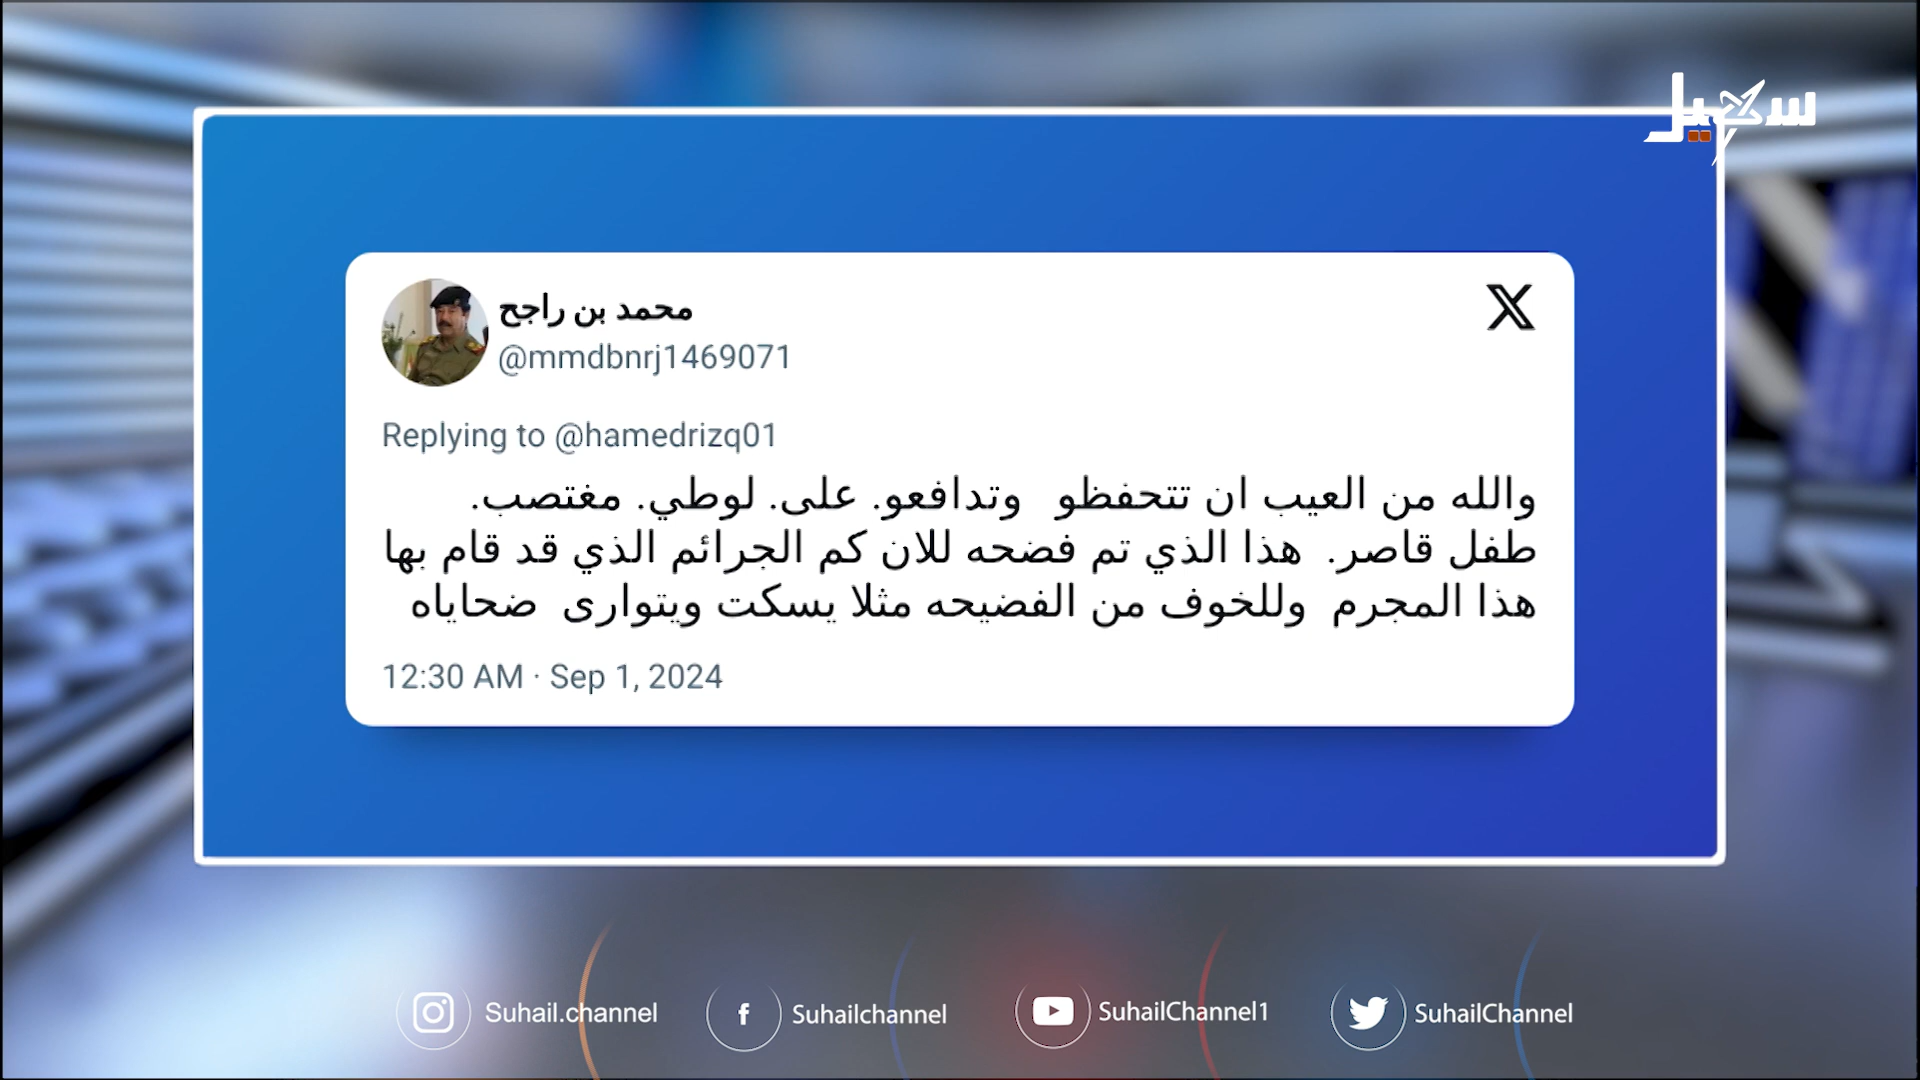 سهيل
محمد بن راجح
@mmdbnrj1469071
Replying to @hamedrizq01
والله من العيب ان تتحفظو وتدافعو. على. لوطي. مغتصب.
طفل قاصر. هذا الذي تم فضحه للان كم الجرائم الذي قد قام بها
هذا المجرم وللخوف من الفضيحه مثلا يسكت ويتوارى ضحاياه
12:30 AM · Sep 1, 2024
Suhail.channel
Suhailchannel
SuhailChannel1
SuhailChannel